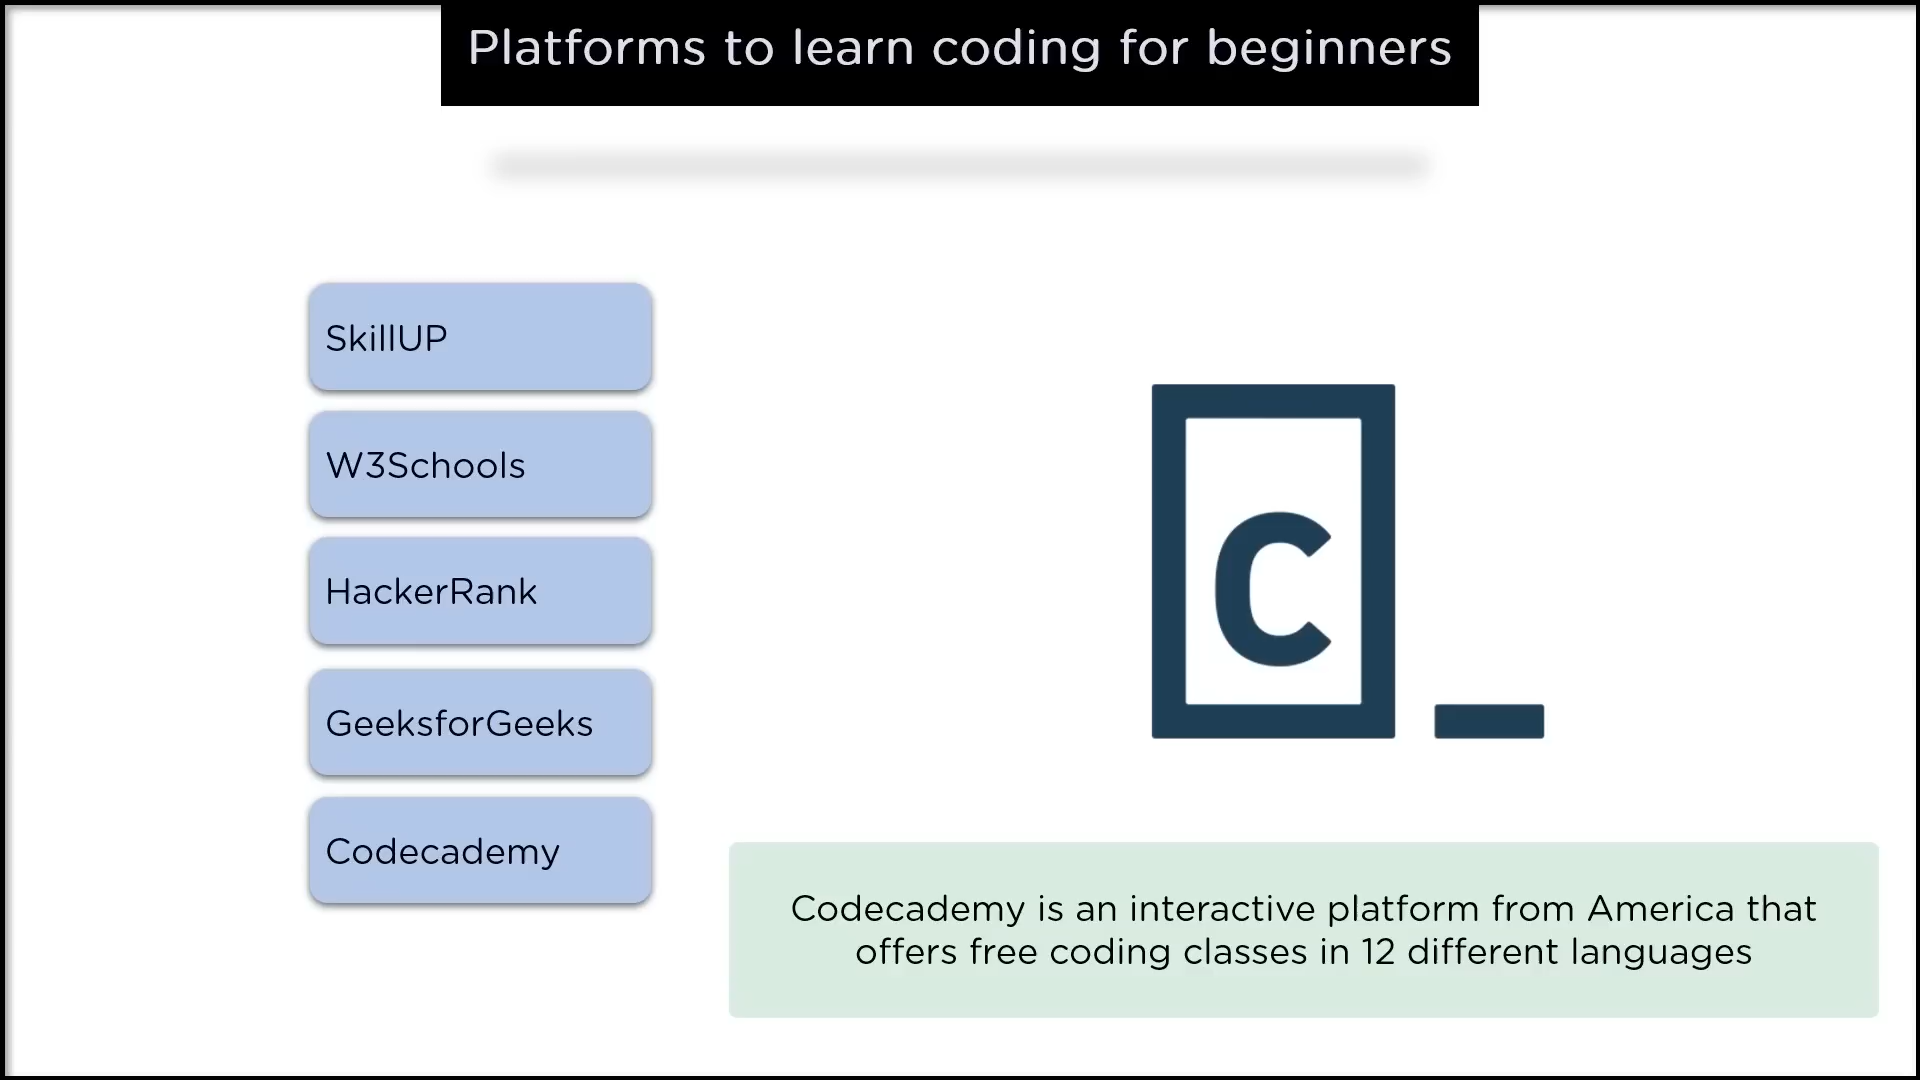 Platforms to learn coding for beginners
SkillUP
W3Schools
HackerRank
GeeksforGeeks
Codecademy
C_
Codecademy is an interactive platform from America that
offers free coding classes in 12 different languages